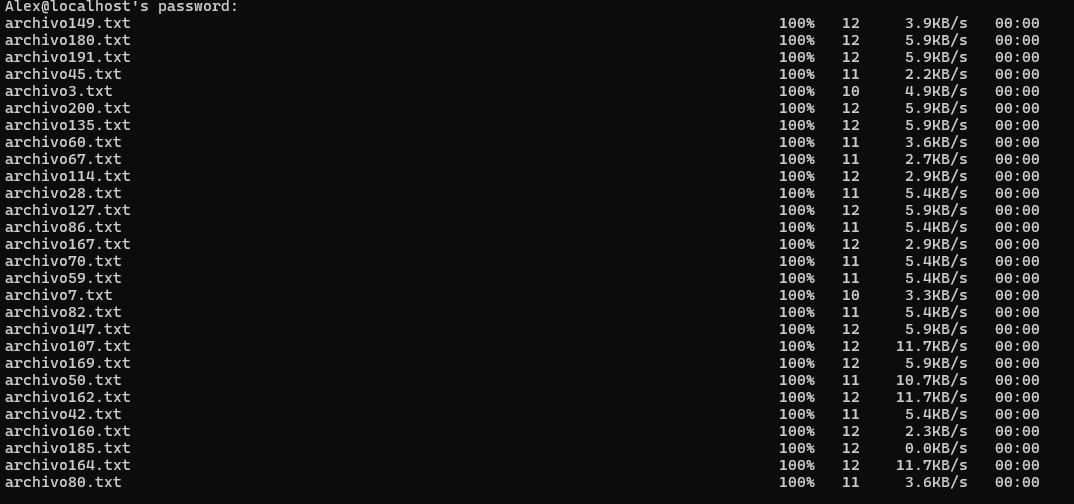 Alex@localhost's password:
archivo149.txt 100% 12 3.9KB/s 00:00
archivo180.txt 100% 12 5.9KB/s 00:00
archivo191.txt 100% 12 5.9KB/s 00:00
archivo45.txt 100% 11 2.2KB/s 00:00
archivo3.txt 100% 10 4.9KB/s 00:00
archivo200.txt 100% 12 5.9KB/s 00:00
archivo135.txt 100% 12 5.9KB/s 00:00
archivo60.txt 100% 11 3.6KB/s 00:00
archivo67.txt 100% 11 2.7KB/s 00:00
archivo114.txt 100% 12 2.9KB/s 00:00
archivo28.txt 100% 11 5.4KB/s 00:00
archivo127.txt 100% 12 5.9KB/s 00:00
archivo86.txt 100% 11 5.4KB/s 00:00
archivo167.txt 100% 12 2.9KB/s 00:00
archivo70.txt 100% 11 5.4KB/s 00:00
archivo59.txt 100% 11 5.4KB/s 00:00
archivo7.txt 100% 10 3.3KB/s 00:00
archivo82.txt 100% 11 5.4KB/s 00:00
archivo147.txt 100% 12 5.9KB/s 00:00
archivo107.txt 100% 12 11.7KB/s 00:00
archivo169.txt 100% 12 5.9KB/s 00:00
archivo50.txt 100% 11 10.7KB/s 00:00
archivo162.txt 100% 12 11.7KB/s 00:00
archivo42.txt 100% 11 5.4KB/s 00:00
archivo160.txt 100% 12 2.3KB/s 00:00
archivo185.txt 100% 12 0.0KB/s 00:00
archivo164.txt 100% 12 11.7KB/s 00:00
archivo80.txt 100% 11 3.6KB/s 00:00